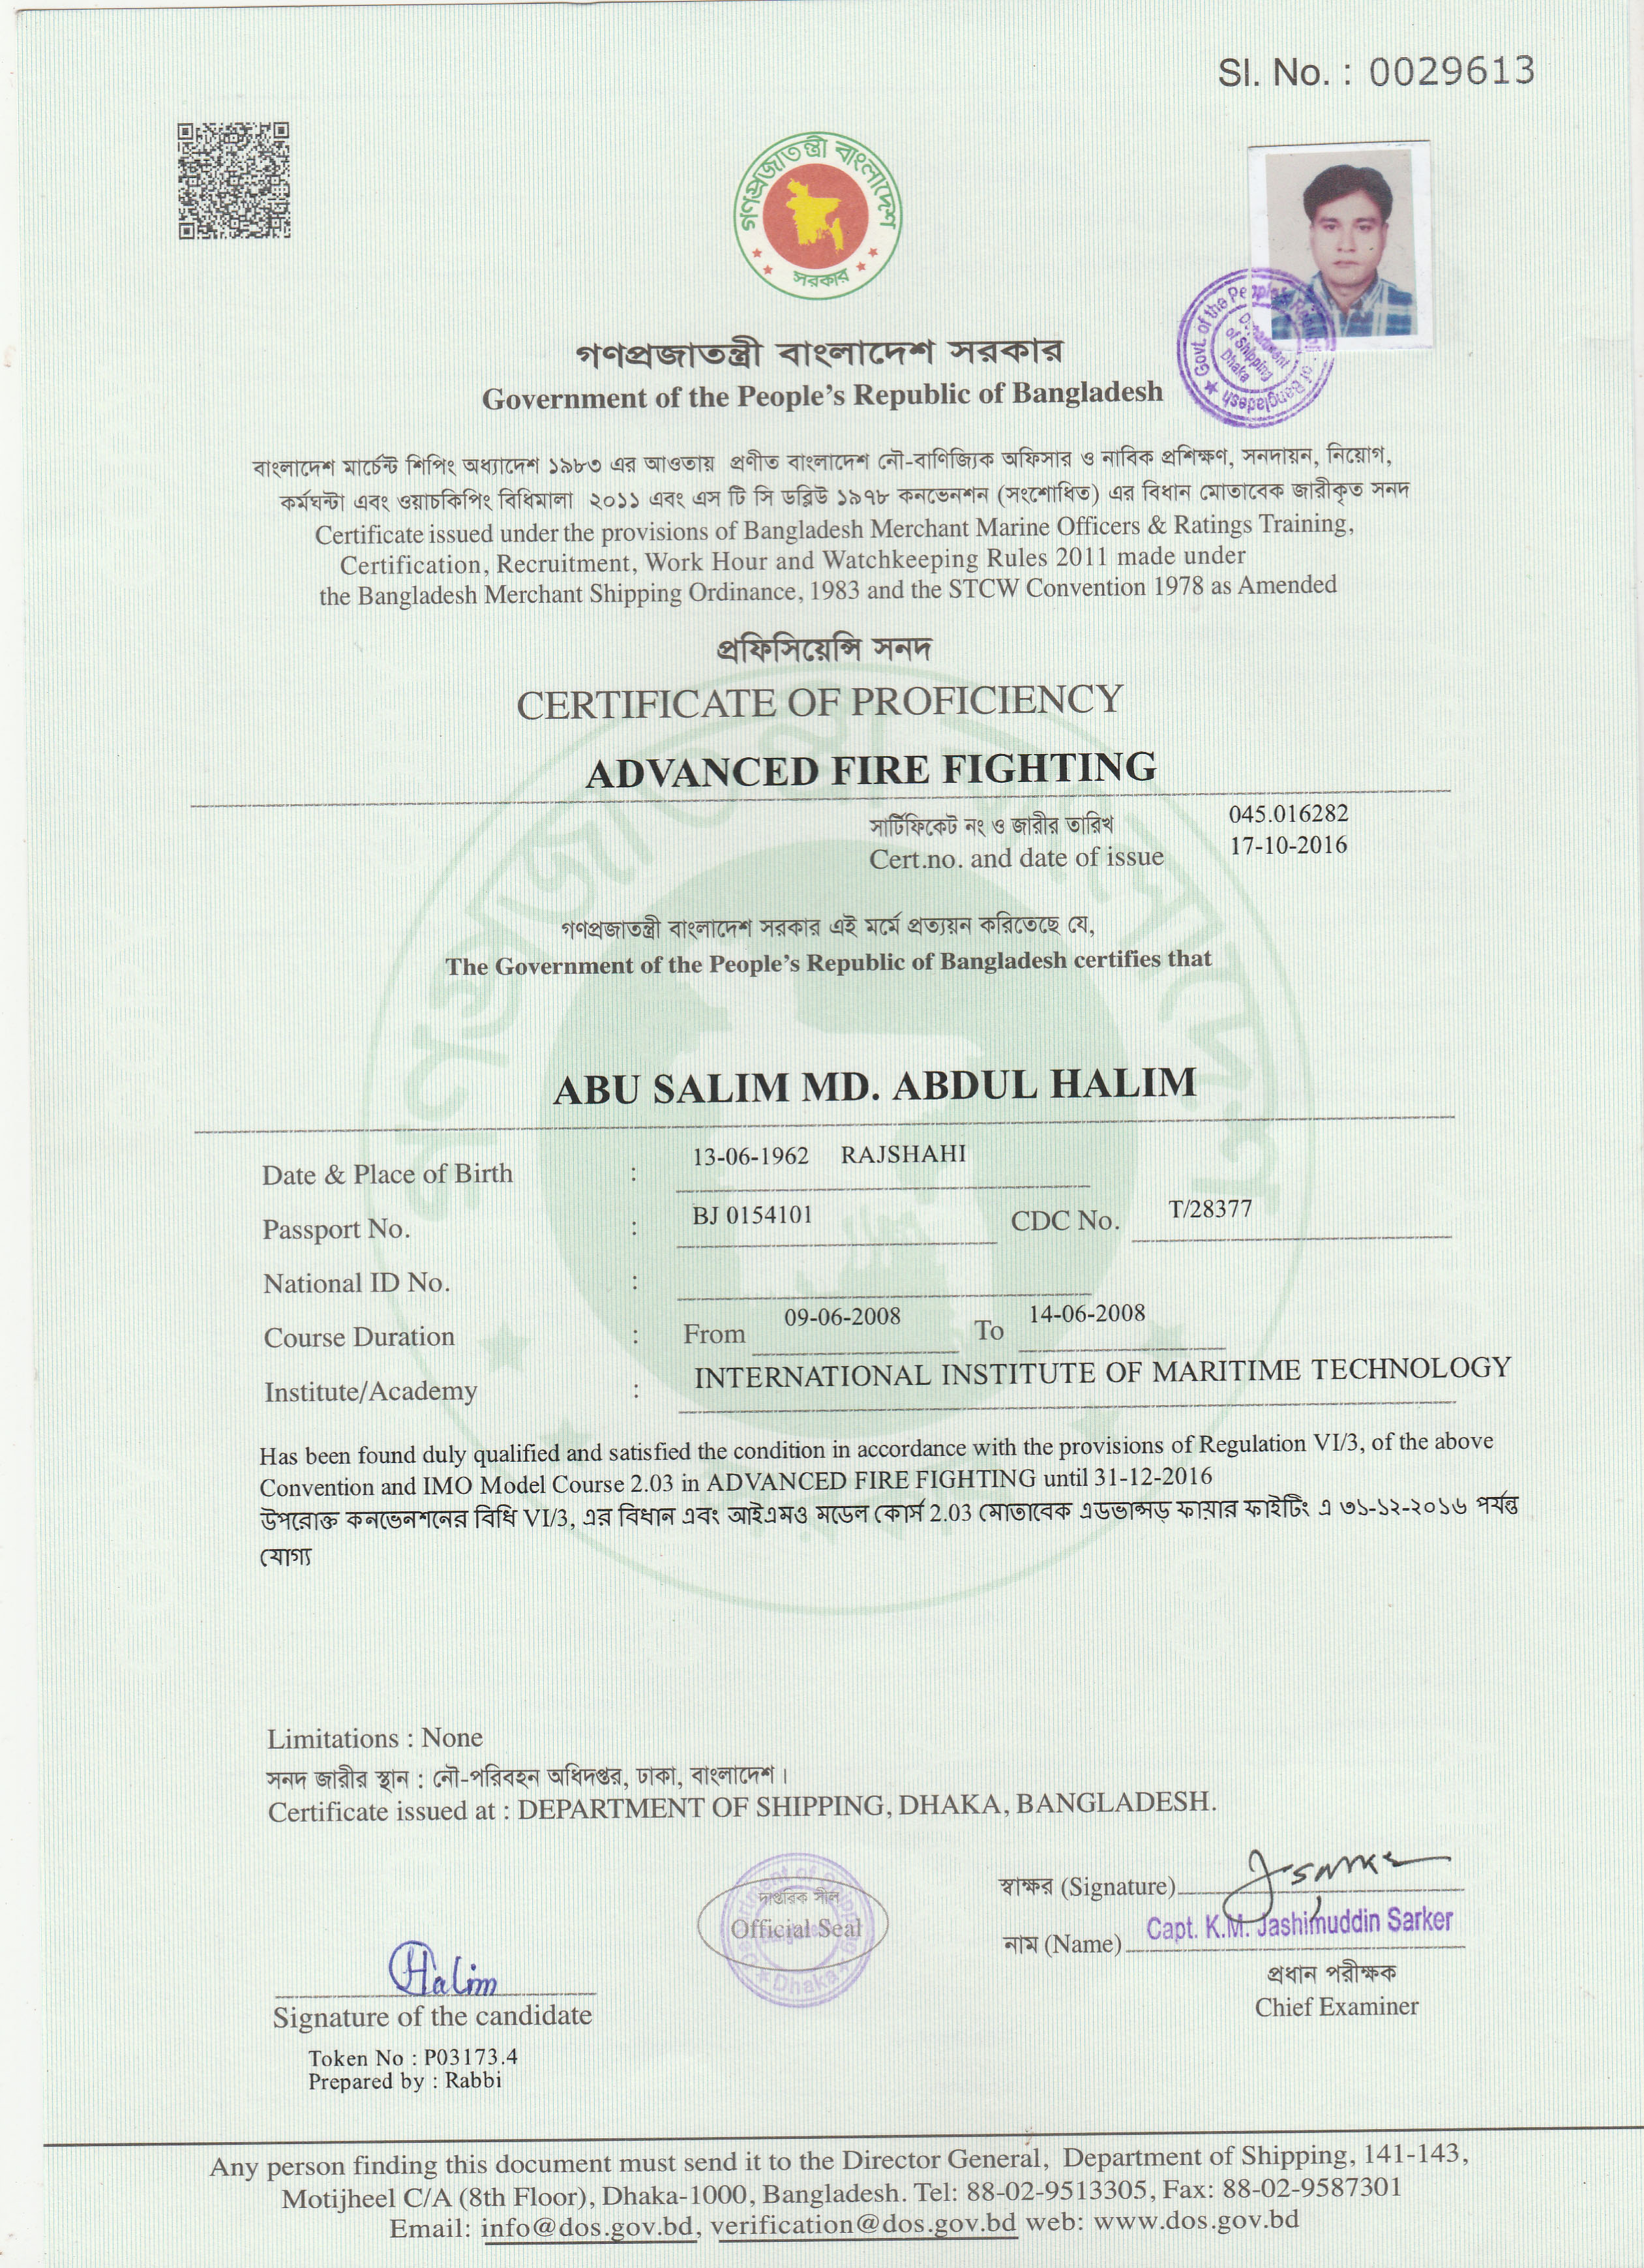 Sl. No. : 0029613
গণপ্রজাতন্ত্রী বাংলাদেশ
সরকার
Govt. of the People's Republic of Bangladesh
Department of Shipping Dhaka
গণপ্রজাতন্ত্রী বাংলাদেশ সরকার
Government of the People's Republic of Bangladesh
বাংলাদেশ মার্চেন্ট শিপিং অধ্যাদেশ ১৯৮৩ এর আওতায় প্রণীত বাংলাদেশ নৌ-বাণিজ্যিক অফিসার ও নাবিক প্রশিক্ষণ, সনদায়ন, নিয়োগ,
কর্মঘন্টা এবং ওয়াচকিপিং বিধিমালা ২০১১ এবং এস টি সি ডব্লিউ ১৯৭৮ কনভেনশন (সংশোধিত) এর বিধান মোতাবেক জারীকৃত সনদ
Certificate issued under the provisions of Bangladesh Merchant Marine Officers & Ratings Training,
Certification, Recruitment, Work Hour and Watchkeeping Rules 2011 made under
the Bangladesh Merchant Shipping Ordinance, 1983 and the STCW Convention 1978 as Amended
প্রফিসিয়েন্সি সনদ
CERTIFICATE OF PROFICIENCY
ADVANCED FIRE FIGHTING
সার্টিফিকেট নং ও জারীর তারিখ 045.016282
Cert.no. and date of issue 17-10-2016
গণপ্রজাতন্ত্রী বাংলাদেশ সরকার এই মর্মে প্রত্যয়ন করিতেছে যে,
The Government of the People's Republic of Bangladesh certifies that
ABU SALIM MD. ABDUL HALIM
Date & Place of Birth : 13-06-1962 RAJSHAHI
Passport No. : BJ 0154101 CDC No. T/28377
National ID No. :
Course Duration : From 09-06-2008 To 14-06-2008
Institute/Academy : INTERNATIONAL INSTITUTE OF MARITIME TECHNOLOGY
Has been found duly qualified and satisfied the condition in accordance with the provisions of Regulation VI/3, of the above
Convention and IMO Model Course 2.03 in ADVANCED FIRE FIGHTING until 31-12-2016
উপরোক্ত কনভেনশনের বিধি VI/3, এর বিধান এবং আইএমও মডেল কোর্স 2.03 মোতাবেক এডভান্সড্ ফায়ার ফাইটিং এ ৩১-১২-২০১৬ পর্যন্ত
যোগ্য
Limitations : None
সনদ জারীর স্থান : নৌ-পরিবহন অধিদপ্তর, ঢাকা, বাংলাদেশ।
Certificate issued at : DEPARTMENT OF SHIPPING, DHAKA, BANGLADESH.
দাপ্তরিক সীল
Official Seal
Dhaka
স্বাক্ষর (Signature)
নাম (Name) Capt. K.M. Jashimuddin Sarker
প্রধান পরীক্ষক
Chief Examiner
Halim
Signature of the candidate
Token No : P03173.4
Prepared by : Rabbi
Any person finding this document must send it to the Director General, Department of Shipping, 141-143,
Motijheel C/A (8th Floor), Dhaka-1000, Bangladesh. Tel: 88-02-9513305, Fax: 88-02-9587301
Email: info@dos.gov.bd, verification@dos.gov.bd web: www.dos.gov.bd